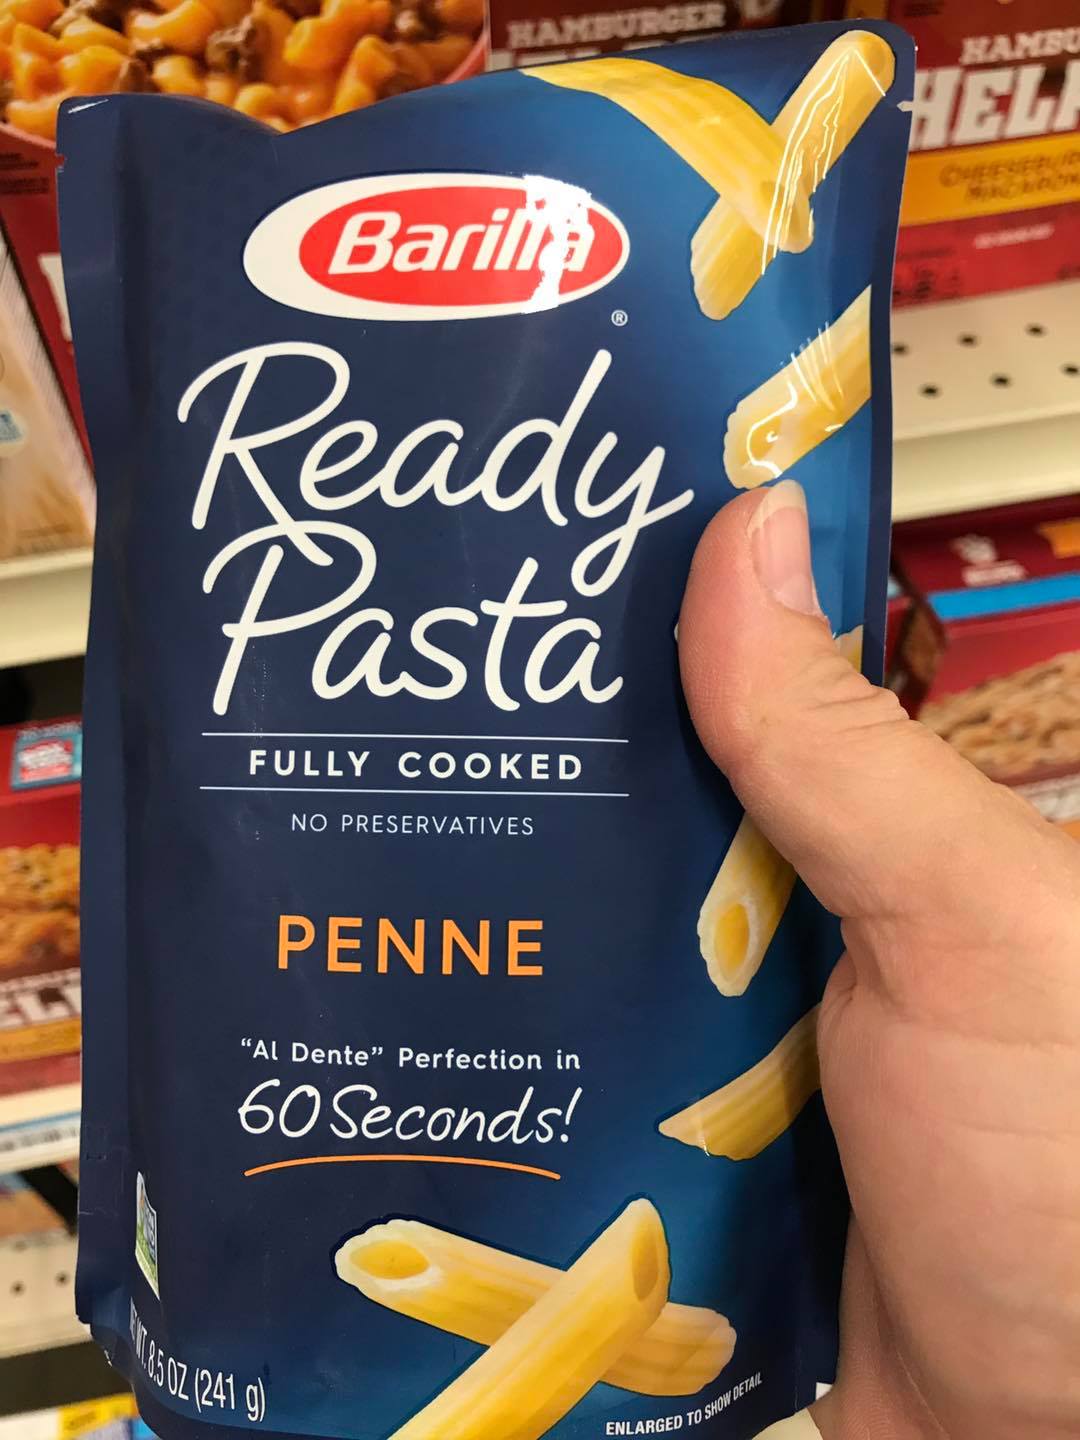 HAMBURGER
Barilla
®
Ready
Pasta
FULLY COOKED
NO PRESERVATIVES
PENNE
“Al Dente” Perfection in
60 Seconds!
WT. 8.5 OZ (241 g)
ENLARGED TO SHOW DETAIL